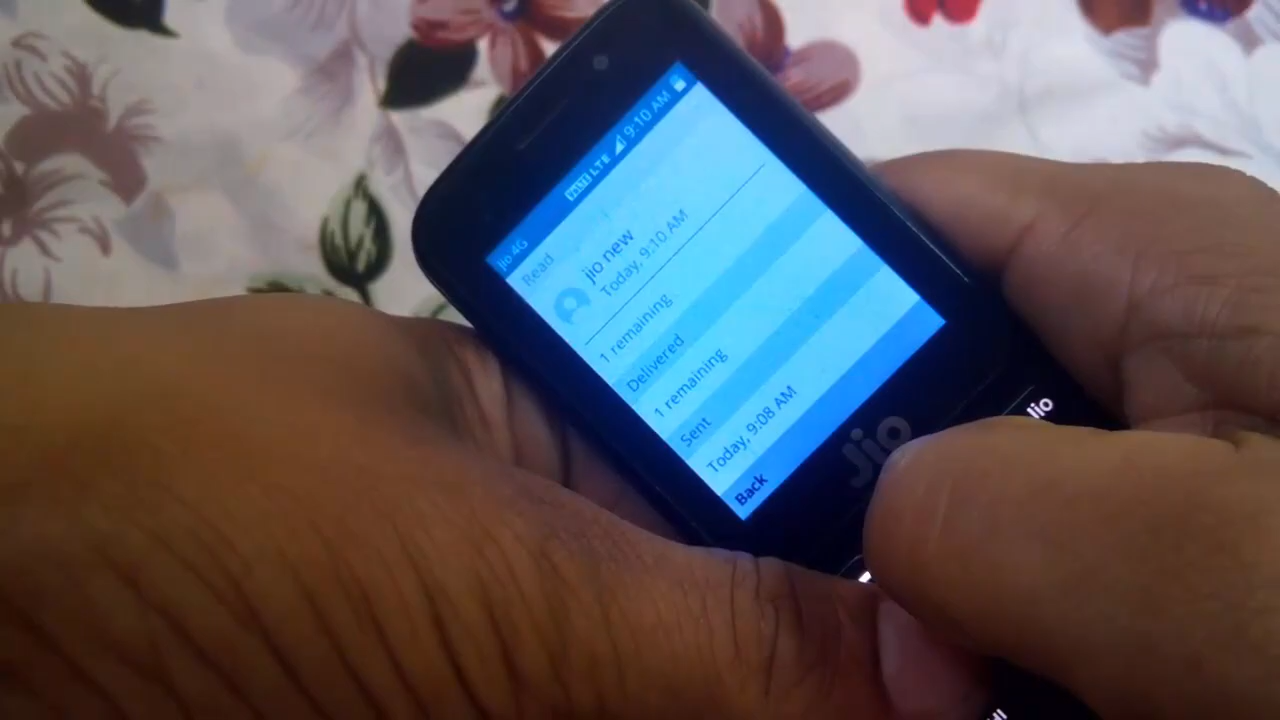 Jio 4G VoLTE LTE 9:10 AM
Read
jio new
Today, 9:10 AM
1 remaining
Delivered
1 remaining
Sent
Today, 9:08 AM
Back
Jio
Jio